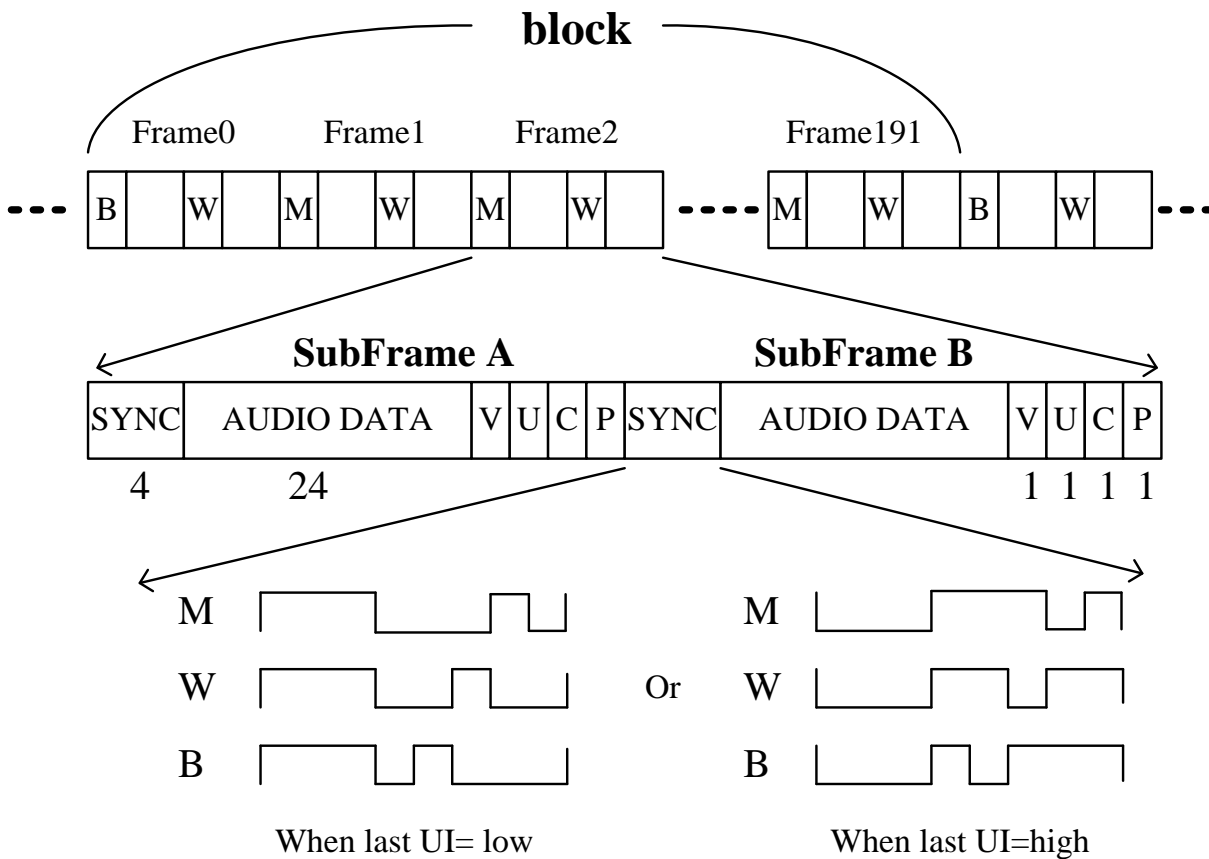 block
Frame0 Frame1 Frame2 Frame191
B W M W M W M W B W
SubFrame A SubFrame B
SYNC AUDIO DATA V U C P SYNC AUDIO DATA V U C P
4 24 1 1 1 1
M M
W Or W
B B
When last UI= low When last UI=high